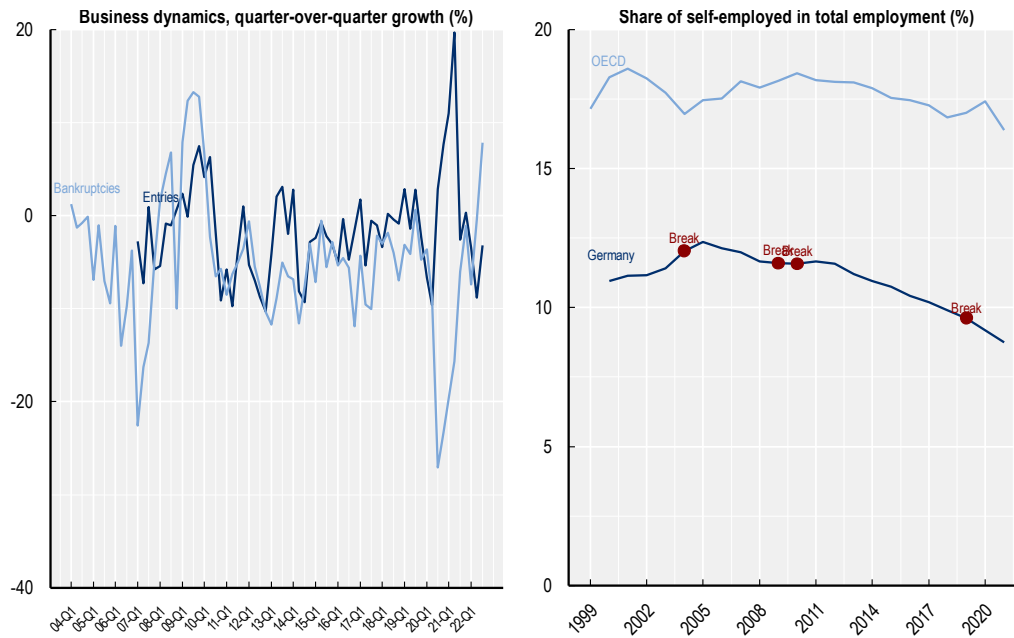 Business dynamics, quarter-over-quarter growth (%)
20
0
-20
-40
Bankruptcies
Entries
04-Q1
05-Q1
06-Q1
07-Q1
08-Q1
09-Q1
10-Q1
11-Q1
12-Q1
13-Q1
14-Q1
15-Q1
16-Q1
17-Q1
18-Q1
19-Q1
20-Q1
21-Q1
22-Q1
Share of self-employed in total employment (%)
20
15
10
5
0
OECD
Germany
Break
Break
Break
Break
1999
2002
2005
2008
2011
2014
2017
2020